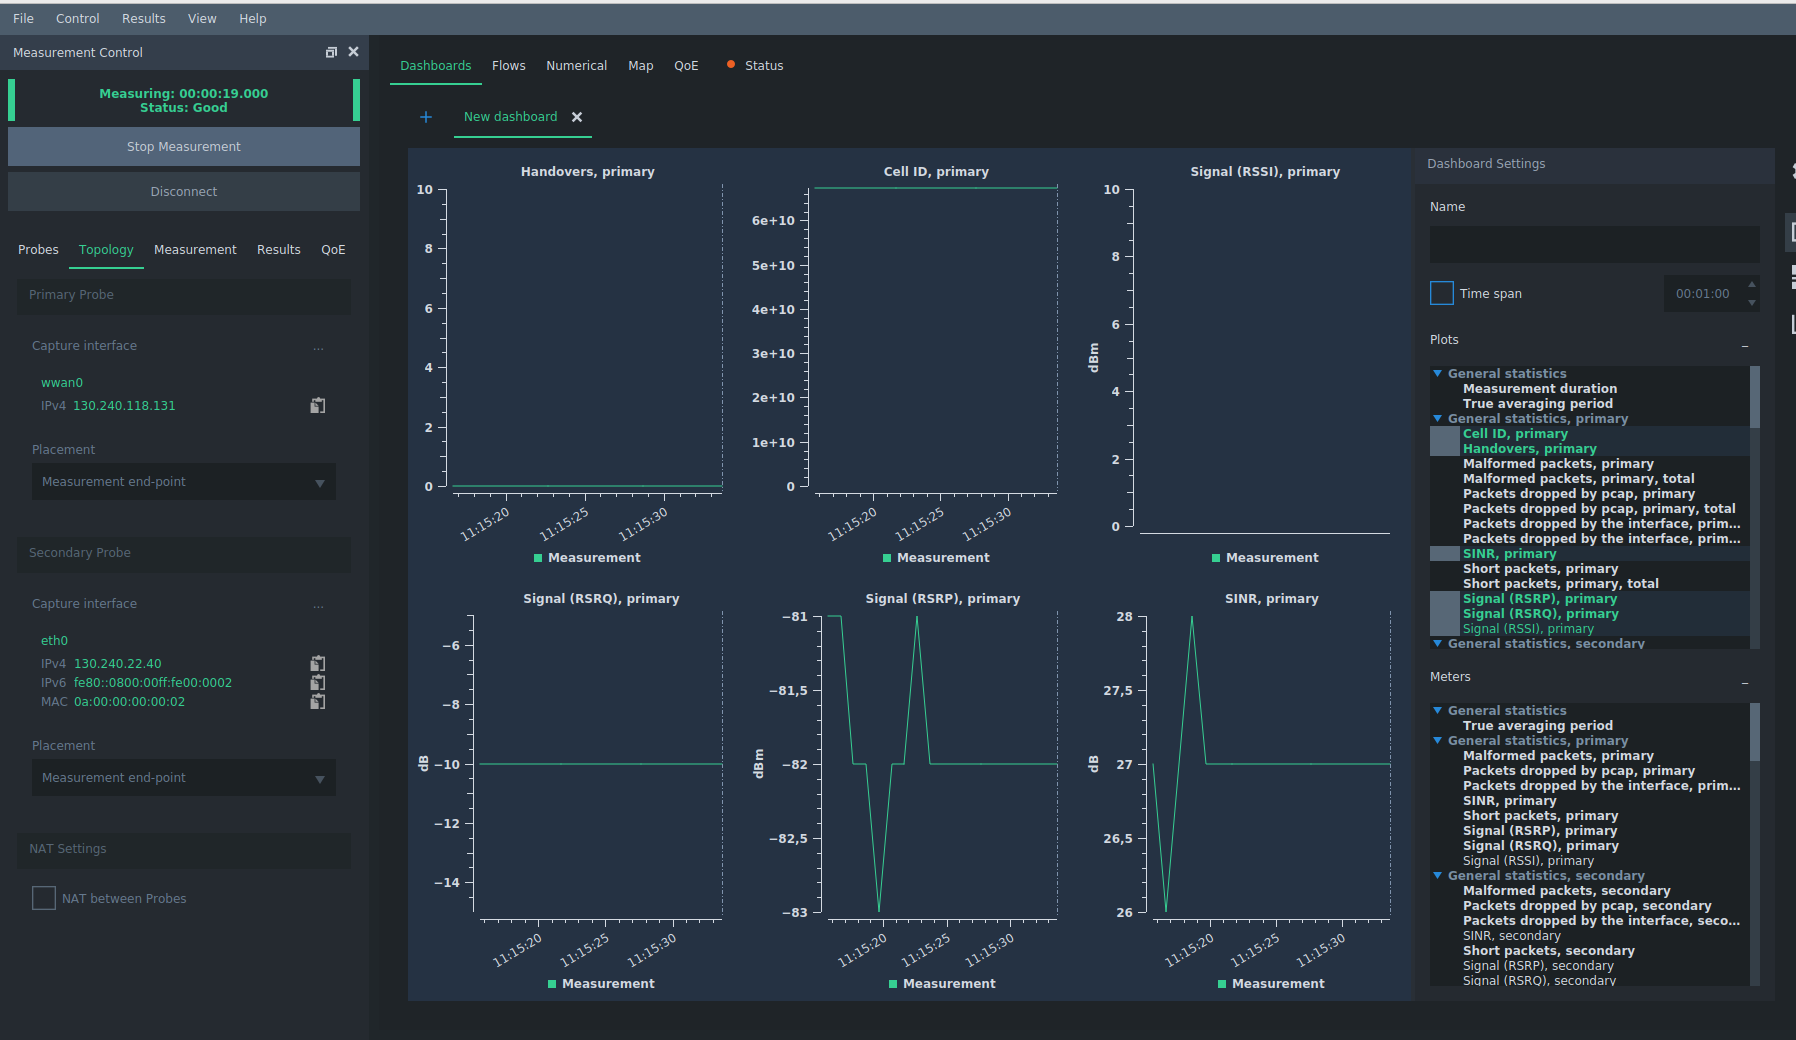 File Control Results View Help
Measurement Control
Measuring: 00:00:19.000
Status: Good
Stop Measurement
Disconnect
Probes Topology Measurement Results QoE
Primary Probe
Capture interface ...
wwan0
IPv4 130.240.118.131
Placement
Measurement end-point
Secondary Probe
Capture interface ...
eth0
IPv4 130.240.22.40
IPv6 fe80::0800:00ff:fe00:0002
MAC 0a:00:00:00:00:02
Placement
Measurement end-point
NAT Settings
NAT between Probes
Dashboards Flows Numerical Map QoE Status
+ New dashboard
Handovers, primary
10
8
6
4
2
0
11:15:20 11:15:25 11:15:30
Measurement
Cell ID, primary
6e+10
5e+10
4e+10
3e+10
2e+10
1e+10
0
11:15:20 11:15:25 11:15:30
Measurement
Signal (RSSI), primary
dBm
10
8
6
4
2
0
Measurement
Signal (RSRQ), primary
dB
−6
−8
−10
−12
−14
11:15:20 11:15:25 11:15:30
Measurement
Signal (RSRP), primary
dBm
−81
−81,5
−82
−82,5
−83
11:15:20 11:15:25 11:15:30
Measurement
SINR, primary
dB
28
27,5
27
26,5
26
11:15:20 11:15:25 11:15:30
Measurement
Dashboard Settings
Name
Time span 00:01:00
Plots
General statistics
Measurement duration
True averaging period
General statistics, primary
Cell ID, primary
Handovers, primary
Malformed packets, primary
Malformed packets, primary, total
Packets dropped by pcap, primary
Packets dropped by pcap, primary, total
Packets dropped by the interface, prim...
Packets dropped by the interface, prim...
SINR, primary
Short packets, primary
Short packets, primary, total
Signal (RSRP), primary
Signal (RSRQ), primary
Signal (RSSI), primary
General statistics, secondary
Meters
General statistics
True averaging period
General statistics, primary
Malformed packets, primary
Packets dropped by pcap, primary
Packets dropped by the interface, prim...
SINR, primary
Short packets, primary
Signal (RSRP), primary
Signal (RSRQ), primary
Signal (RSSI), primary
General statistics, secondary
Malformed packets, secondary
Packets dropped by pcap, secondary
Packets dropped by the interface, seco...
SINR, secondary
Short packets, secondary
Signal (RSRP), secondary
Signal (RSRQ), secondary